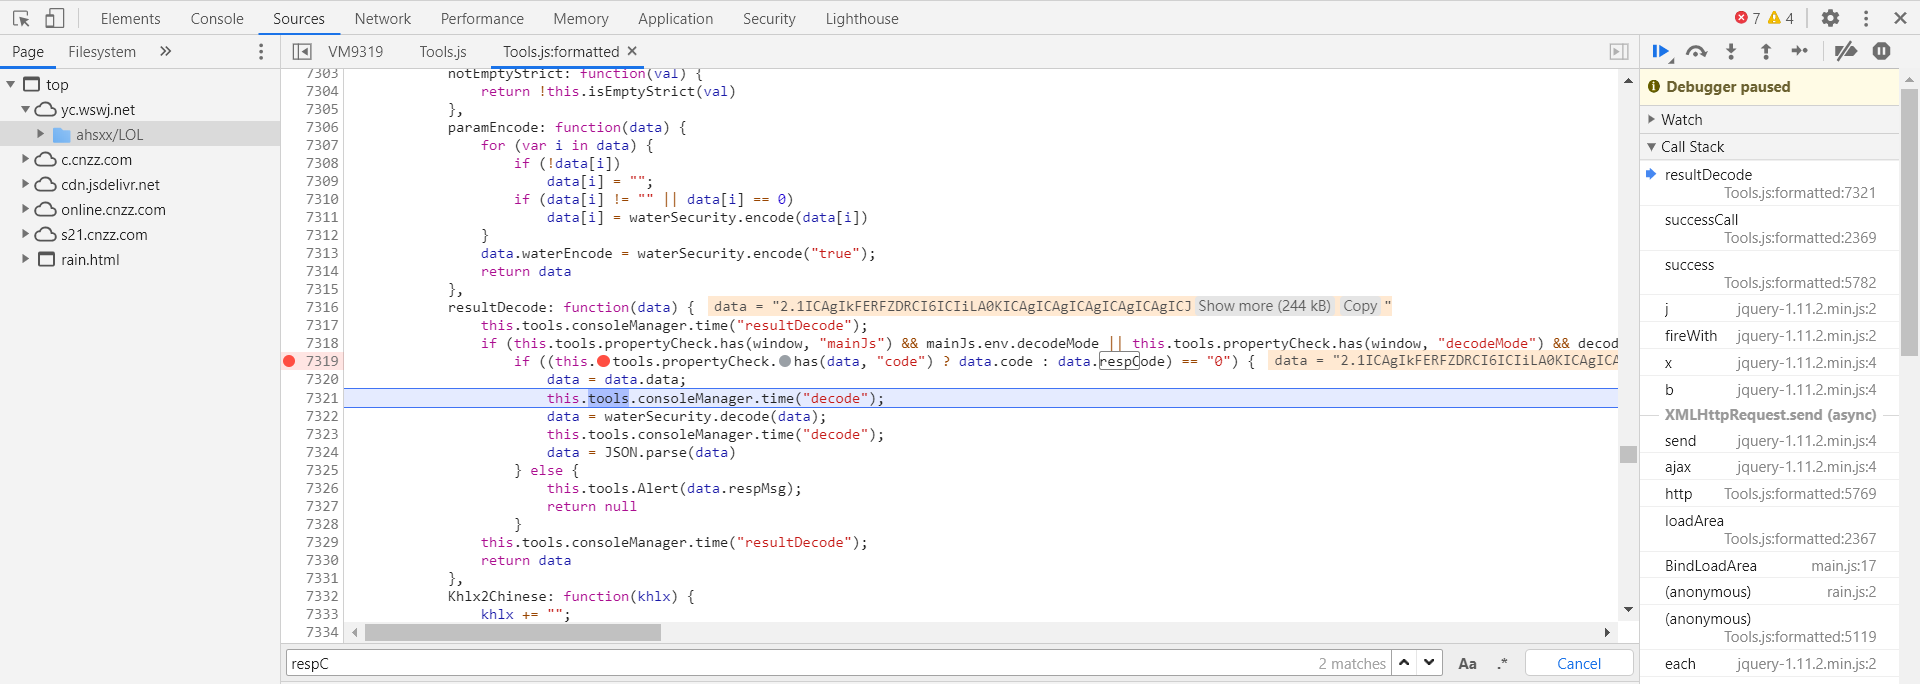 Elements Console Sources Network Performance Memory Application Security Lighthouse 7 4
Page Filesystem
top
yc.wswj.net
ahsxx/LOL
c.cnzz.com
cdn.jsdelivr.net
online.cnzz.com
s21.cnzz.com
rain.html
VM9319 Tools.js Tools.js:formatted
7303 notEmptyStrict: function(val) {
7304 return !this.isEmptyStrict(val)
7305 },
7306 paramEncode: function(data) {
7307 for (var i in data) {
7308 if (!data[i])
7309 data[i] = "";
7310 if (data[i] != "" || data[i] == 0)
7311 data[i] = waterSecurity.encode(data[i])
7312 }
7313 data.waterEncode = waterSecurity.encode("true");
7314 return data
7315 },
7316 resultDecode: function(data) { data = "2.1ICAgIkFERFZDRCI6ICIiLA0KICAgICAgICAgICAgICAgICJ Show more (244 kB) Copy "
7317 this.tools.consoleManager.time("resultDecode");
7318 if (this.tools.propertyCheck.has(window, "mainJs") && mainJs.env.decodeMode || this.tools.propertyCheck.has(window, "decodeMode") && decod
7319 if ((this.tools.propertyCheck.has(data, "code") ? data.code : data.respCode) == "0") { data = "2.1ICAgIkFERFZDRCI6ICIiLA0KICAgICA
7320 data = data.data;
7321 this.tools.consoleManager.time("decode");
7322 data = waterSecurity.decode(data);
7323 this.tools.consoleManager.time("decode");
7324 data = JSON.parse(data)
7325 } else {
7326 this.tools.Alert(data.respMsg);
7327 return null
7328 }
7329 this.tools.consoleManager.time("resultDecode");
7330 return data
7331 },
7332 Khlx2Chinese: function(khlx) {
7333 khlx += "";
7334
respC 2 matches Aa .* Cancel
Debugger paused
Watch
Call Stack
resultDecode
Tools.js:formatted:7321
successCall
Tools.js:formatted:2369
success
Tools.js:formatted:5782
j jquery-1.11.2.min.js:2
fireWith jquery-1.11.2.min.js:2
x jquery-1.11.2.min.js:4
b jquery-1.11.2.min.js:4
XMLHttpRequest.send (async)
send jquery-1.11.2.min.js:4
ajax jquery-1.11.2.min.js:4
http Tools.js:formatted:5769
loadArea
Tools.js:formatted:2367
BindLoadArea main.js:17
(anonymous) rain.js:2
(anonymous)
Tools.js:formatted:5119
each jquery-1.11.2.min.js:2